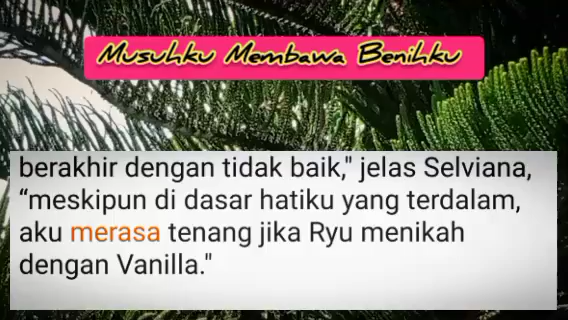 Musuhku Membawa Benihku
berakhir dengan tidak baik," jelas Selviana,
“meskipun di dasar hatiku yang terdalam,
aku merasa tenang jika Ryu menikah
dengan Vanilla."